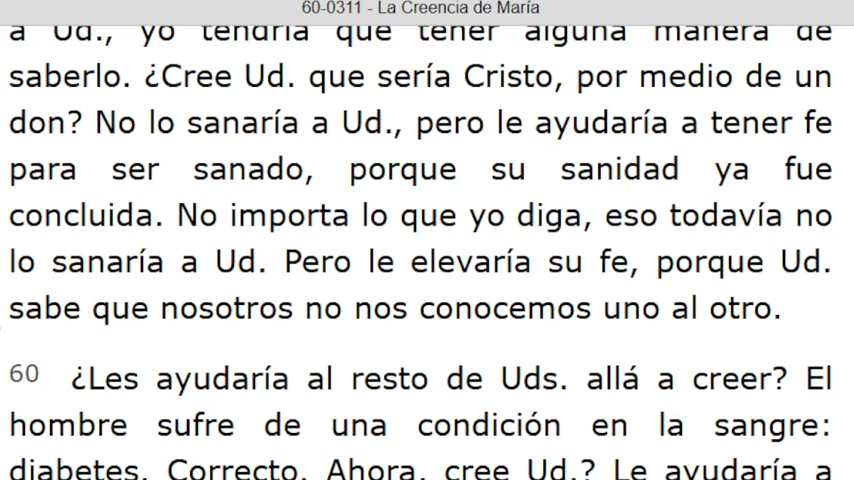 60-0311 - La Creencia de María
a Ud., yo tendría que tener alguna manera de
saberlo. ¿Cree Ud. que sería Cristo, por medio de un
don? No lo sanaría a Ud., pero le ayudaría a tener fe
para ser sanado, porque su sanidad ya fue
concluida. No importa lo que yo diga, eso todavía no
lo sanaría a Ud. Pero le elevaría su fe, porque Ud.
sabe que nosotros no nos conocemos uno al otro.
60 ¿Les ayudaría al resto de Uds. allá a creer? El
hombre sufre de una condición en la sangre:
diabetes. Correcto. Ahora, cree Ud.? Le ayudaría a